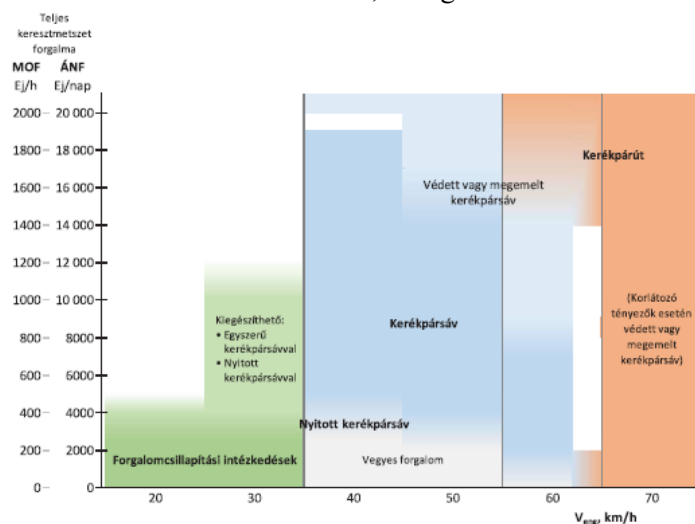 Teljes
keresztmetszet
forgalma
MOF ÁNF
Ej/h Ej/nap
2000 20 000
1800 18 000
1600 16 000
1400 14 000
1200 12 000
1000 10 000
800 8000
600 6000
400 4000
200 2000
0 0
Kerékpárút
Védett vagy megemelt
kerékpársáv
Kiegészíthető:
• Egyszerű
kerékpársávval
• Nyitott
kerékpársávval
Kerékpársáv
(Korlátozó
tényezők esetén
védett vagy
megemelt
kerékpársáv)
Nyitott kerékpársáv
Forgalomcsillapítási intézkedések
Vegyes forgalom
20 30 40 50 60 70
Veng, km/h